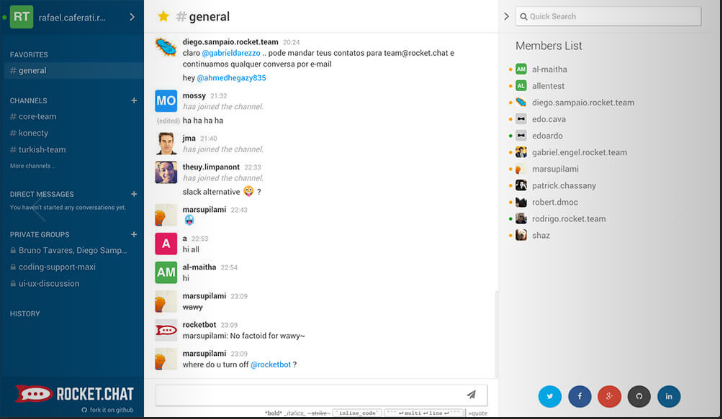 RT rafael.caferati.r...
FAVORITES
# general
CHANNELS
# core-team
# konecty
# turkish-team
More channels...
DIRECT MESSAGES
You haven't started any conversations yet.
PRIVATE GROUPS
Bruno Tavares, Diego Samp...
coding-support-maxi
ui-ux-discussion
HISTORY
ROCKET.CHAT
fork it on github
# general
diego.sampaio.rocket.team 20:24
claro @gabrieldarezzo .. pode mandar teus contatos para team@rocket.chat e
continuamos qualquer conversa por e-mail
hey @ahmedhegazy835
MO mossy 21:32
has joined the channel.
(edited) ha ha ha ha
jma 21:40
has joined the channel.
theuy.limpanont 22:33
has joined the channel.
slack alternative ?
marsupilami 22:43
A a 22:53
hi all
AM al-maitha 22:54
hi
marsupilami 23:09
wawy
rocketbot 23:09
marsupilami: No factoid for wawy~
marsupilami 23:09
where do u turn off @rocketbot ?
*bold* _italics_ ~strike~ `inline_code` ```↵multi↵line↵``` >quote
Quick Search
Members List
AM al-maitha
AL allentest
diego.sampaio.rocket.team
edo.cava
edoardo
gabriel.engel.rocket.team
marsupilami
patrick.chassany
robert.dmoc
rodrigo.rocket.team
shaz